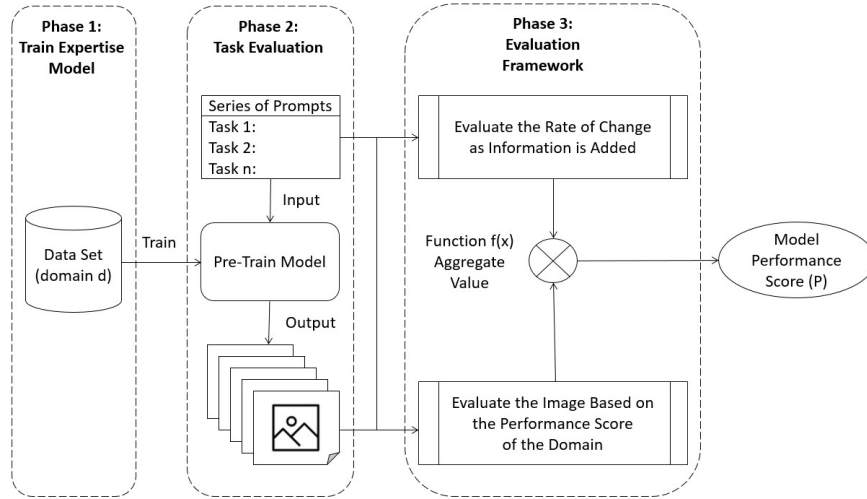 Phase 1:
Train Expertise
Model
Phase 2:
Task Evaluation
Phase 3:
Evaluation
Framework
Series of Prompts
Task 1:
Task 2:
Task n:
Evaluate the Rate of Change
as Information is Added
Input
Data Set
(domain d)
Train
Pre-Train Model
Function f(x)
Aggregate
Value
Model
Performance
Score (P)
Output
Evaluate the Image Based on
the Performance Score
of the Domain